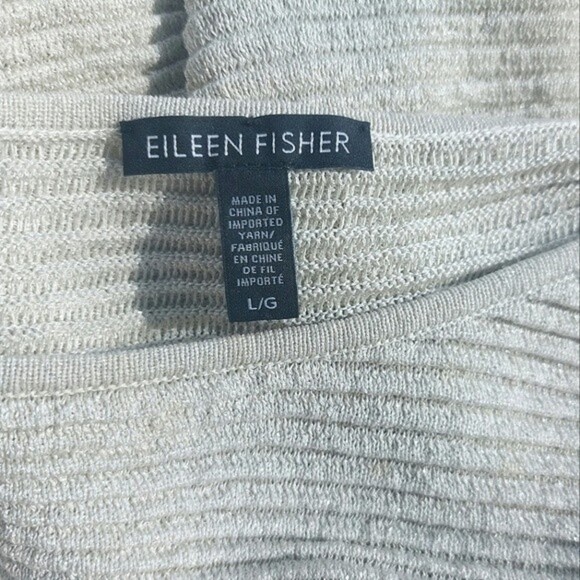 EILEEN FISHER
MADE IN
CHINA OF
IMPORTED
YARN/
FABRIQUÉ
EN CHINE
DE FIL
IMPORTÉ
L/G